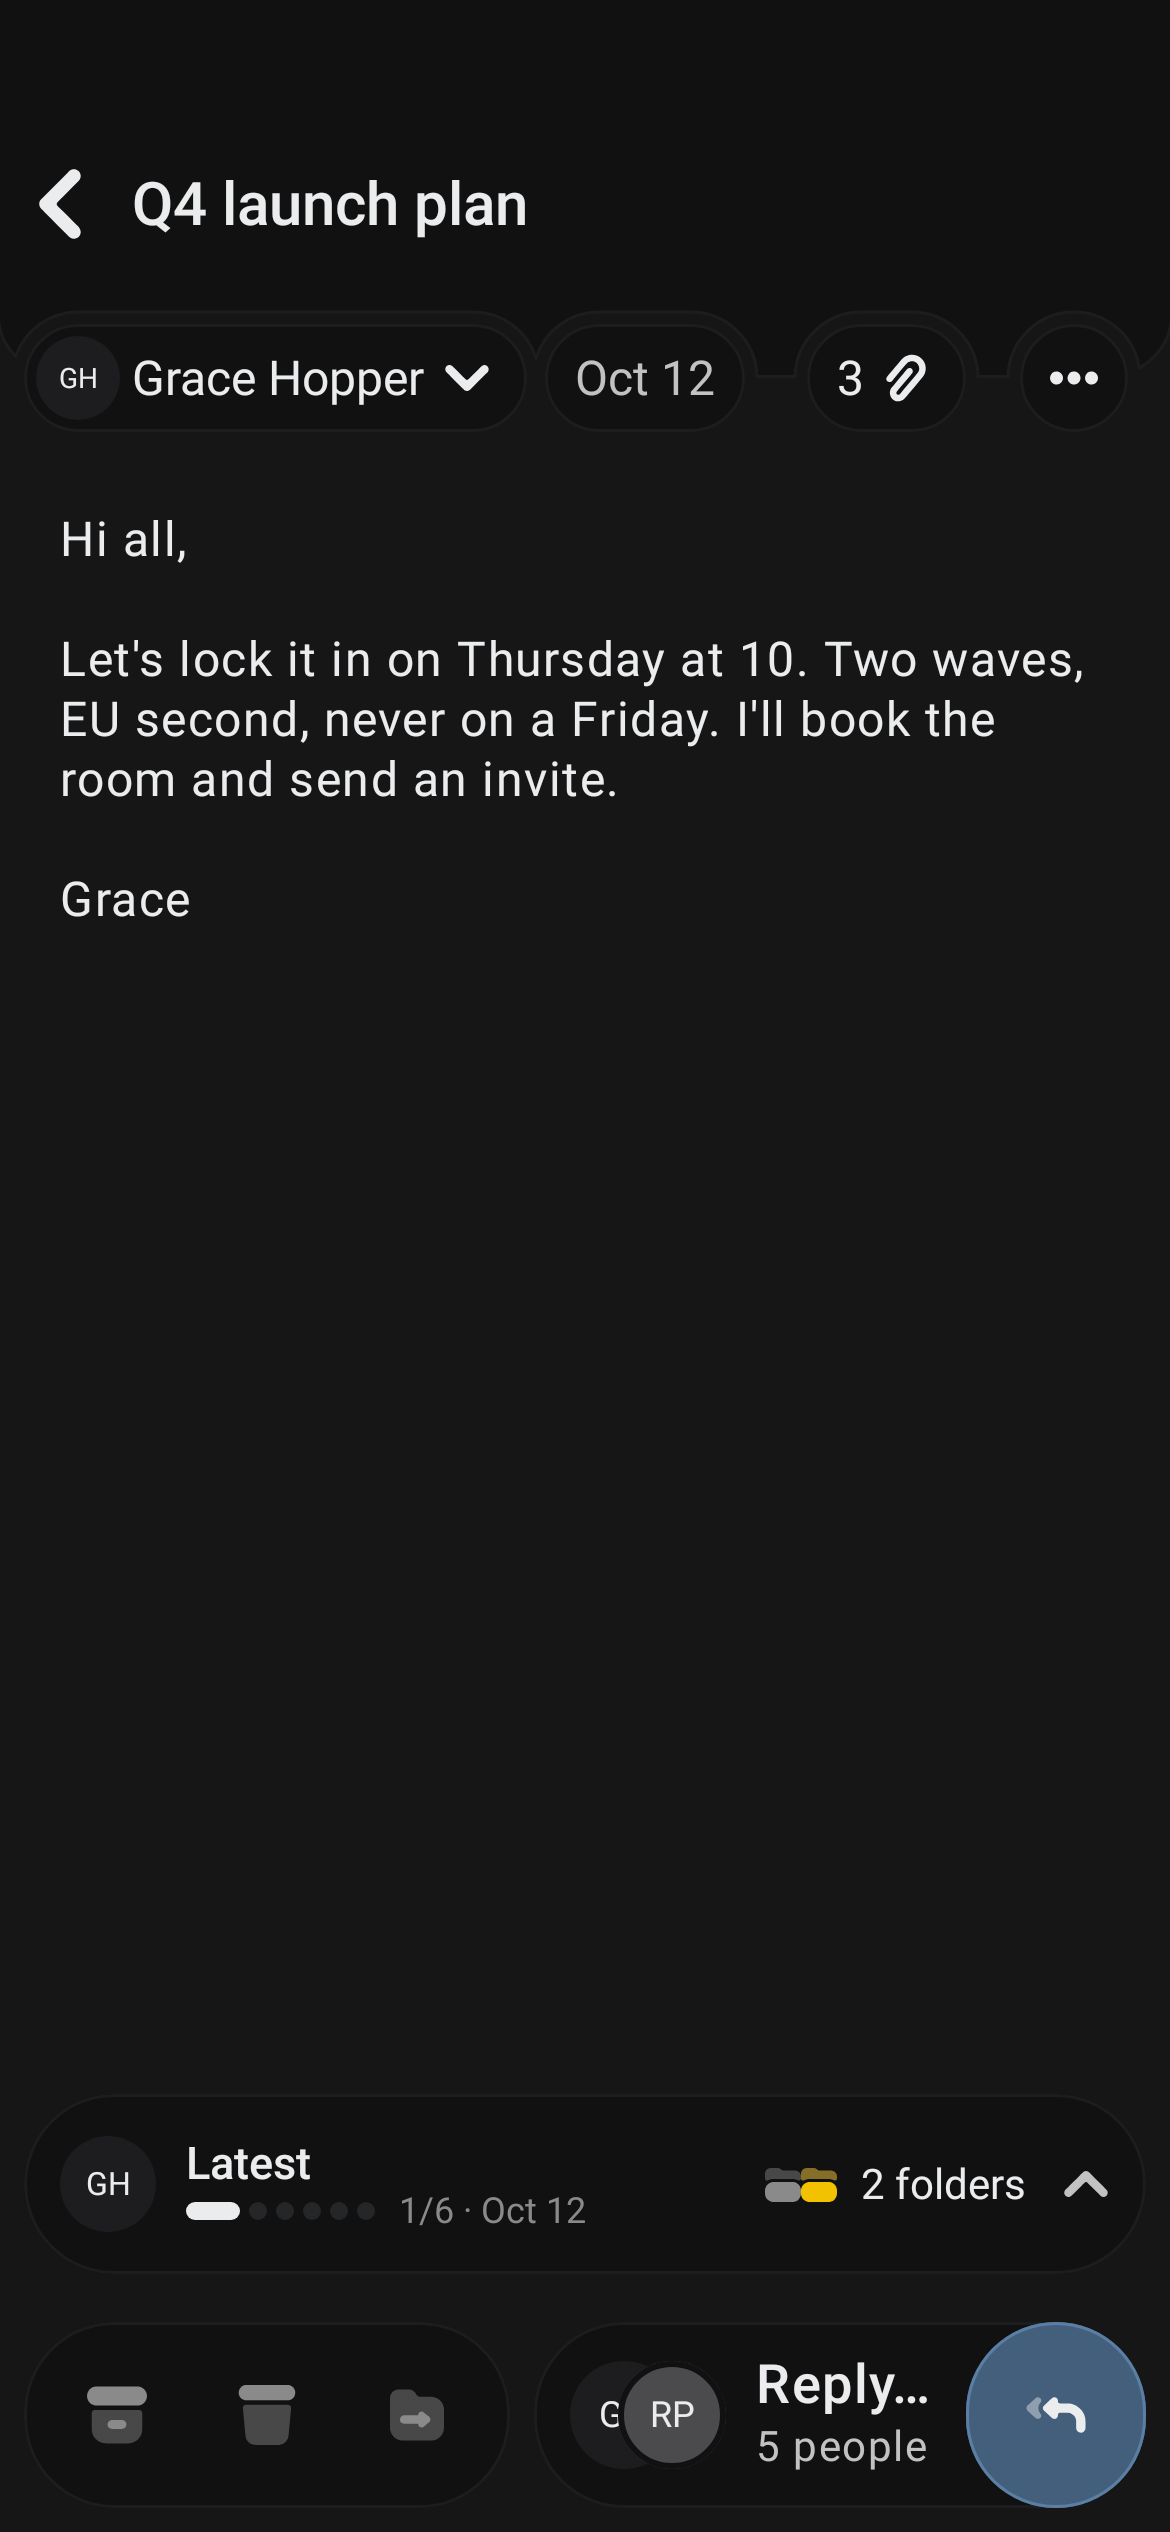 Q4 launch plan
GH Grace Hopper Oct 12 3
Hi all,
Let's lock it in on Thursday at 10. Two waves,
EU second, never on a Friday. I'll book the
room and send an invite.
Grace
GH Latest
1/6 · Oct 12
2 folders
G RP Reply...
5 people